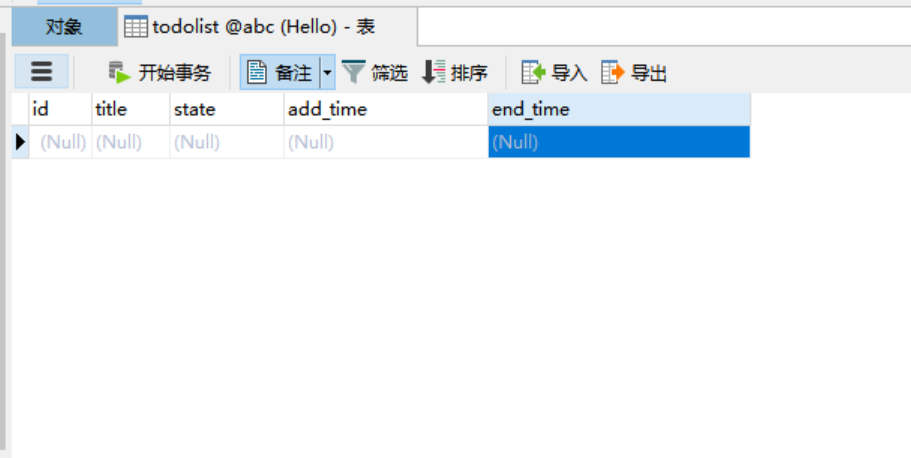 对象 todolist @abc (Hello) - 表
开始事务 备注 筛选 排序 导入 导出
id title state add_time end_time
(Null) (Null) (Null) (Null) (Null)